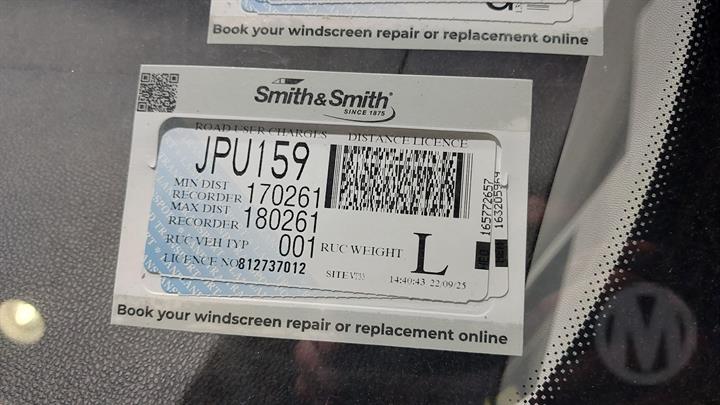 Book your windscreen repair or replacement online
Smith&Smith®
SINCE 1875
ROAD USER CHARGES DISTANCE LICENCE
JPU159
MIN DIST
RECORDER 170261
MAX DIST
RECORDER 180261
RUC VEH TYP 001 RUC WEIGHT L
LICENCE NO 812737012 SITE V733 14:40:43 22/09/25
165772657
Book your windscreen repair or replacement online
M